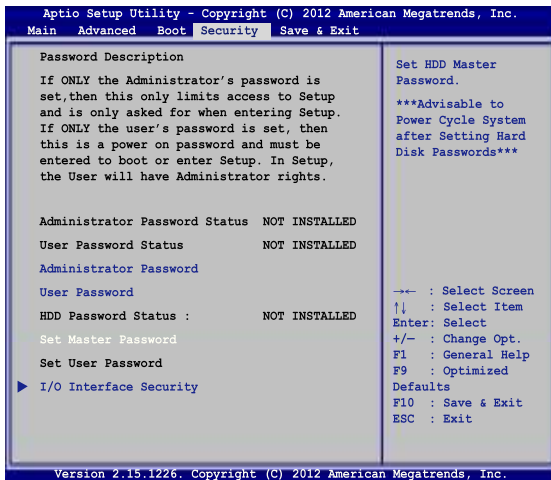 Aptio Setup Utility - Copyright (C) 2012 American Megatrends, Inc.
Main Advanced Boot Security Save & Exit
Password Description
If ONLY the Administrator's password is
set,then this only limits access to Setup
and is only asked for when entering Setup.
If ONLY the user's password is set, then
this is a power on password and must be
entered to boot or enter Setup. In Setup,
the User will have Administrator rights.
Administrator Password Status NOT INSTALLED
User Password Status NOT INSTALLED
Administrator Password
User Password
HDD Password Status : NOT INSTALLED
Set Master Password
Set User Password
I/O Interface Security
Set HDD Master
Password.
***Advisable to
Power Cycle System
after Setting Hard
Disk Passwords***
→← : Select Screen
↑↓ : Select Item
Enter: Select
+/— : Change Opt.
F1 : General Help
F9 : Optimized
Defaults
F10 : Save & Exit
ESC : Exit
Version 2.15.1226. Copyright (C) 2012 American Megatrends, Inc.